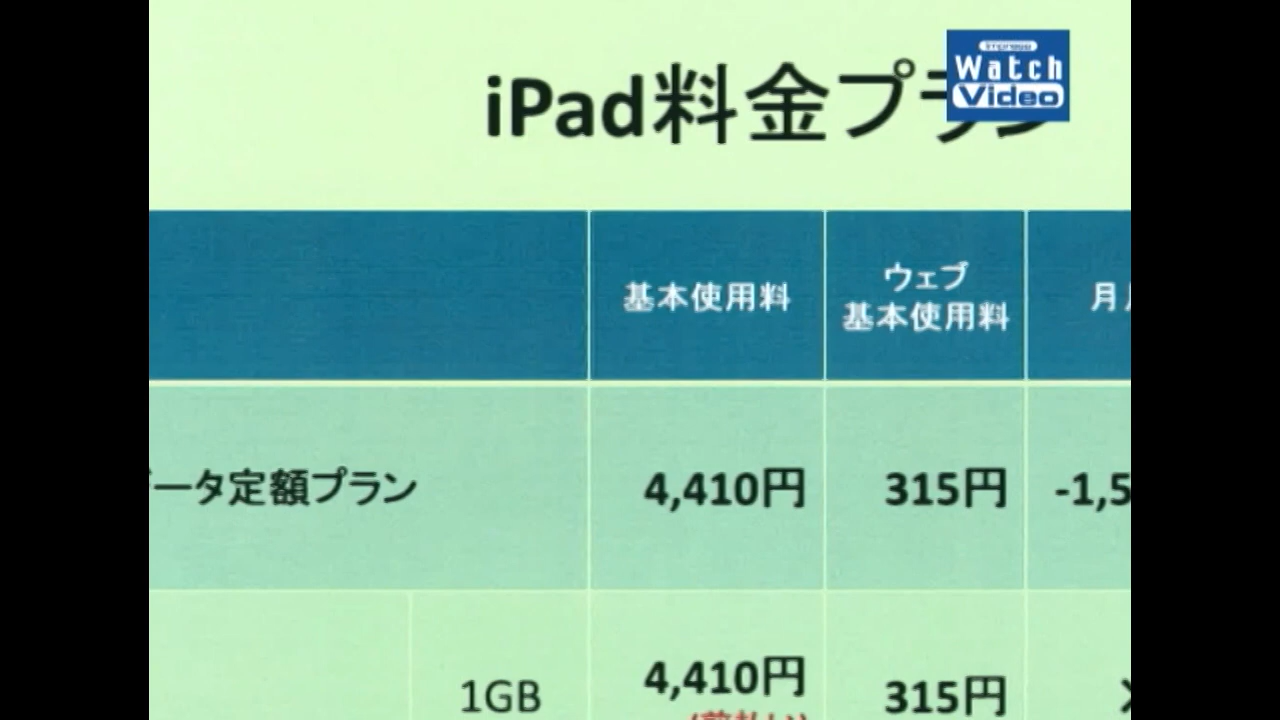 iPad料金プラン
Impress
Watch
Video
基本使用料
ウェブ
基本使用料
月
ータ定額プラン
4,410円
315円
-1,5
1GB
4,410円
315円